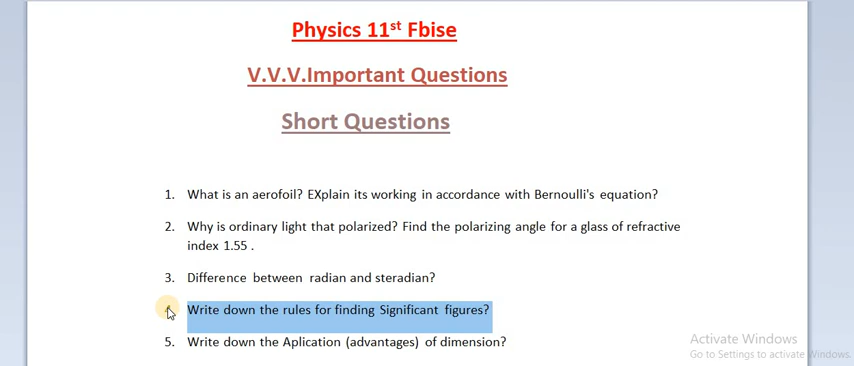 Physics 11st Fbise
V.V.V.Important Questions
Short Questions
1. What is an aerofoil? EXplain its working in accordance with Bernoulli's equation?
2. Why is ordinary light that polarized? Find the polarizing angle for a glass of refractive
index 1.55 .
3. Difference between radian and steradian?
4. Write down the rules for finding Significant figures?
5. Write down the Aplication (advantages) of dimension?
Activate Windows
Go to Settings to activate Windows.